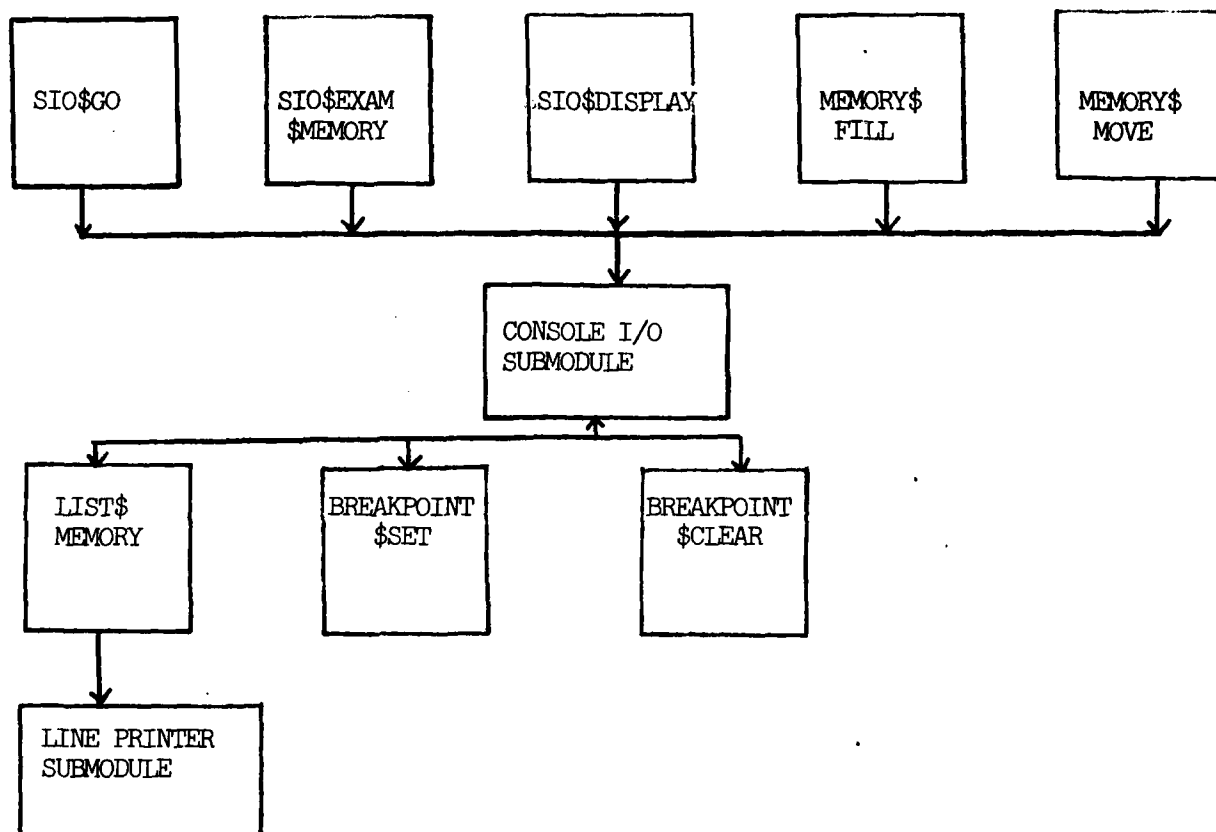 SIO$GO
SIO$EXAM
$MEMORY
SIO$DISPLAY
MEMORY$
FILL
MEMORY$
MOVE
CONSOLE I/O
SUBMODULE
LIST$
MEMORY
BREAKPOINT
$SET
BREAKPOINT
$CLEAR
LINE PRINTER
SUBMODULE